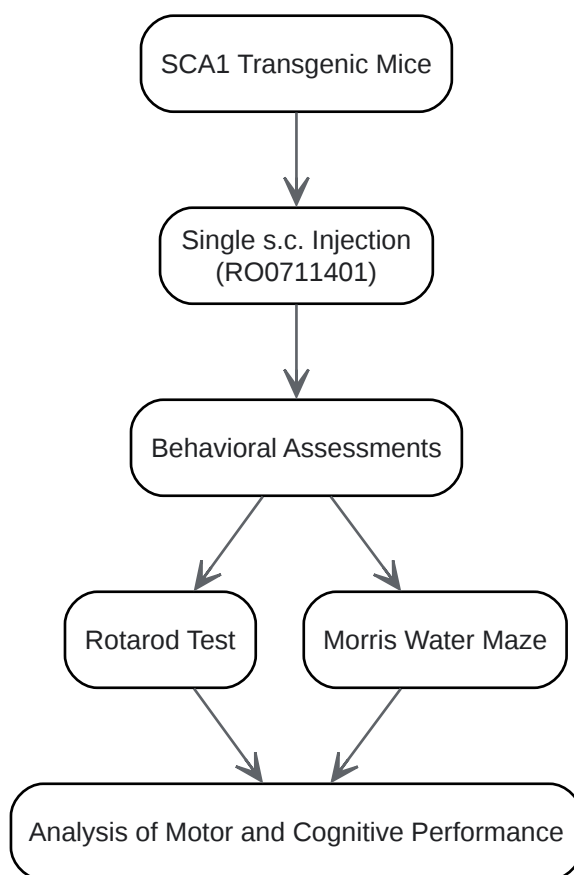 SCA1 Transgenic Mice
Single s.c. Injection
(RO0711401)
Behavioral Assessments
Rotarod Test
Morris Water Maze
Analysis of Motor and Cognitive Performance